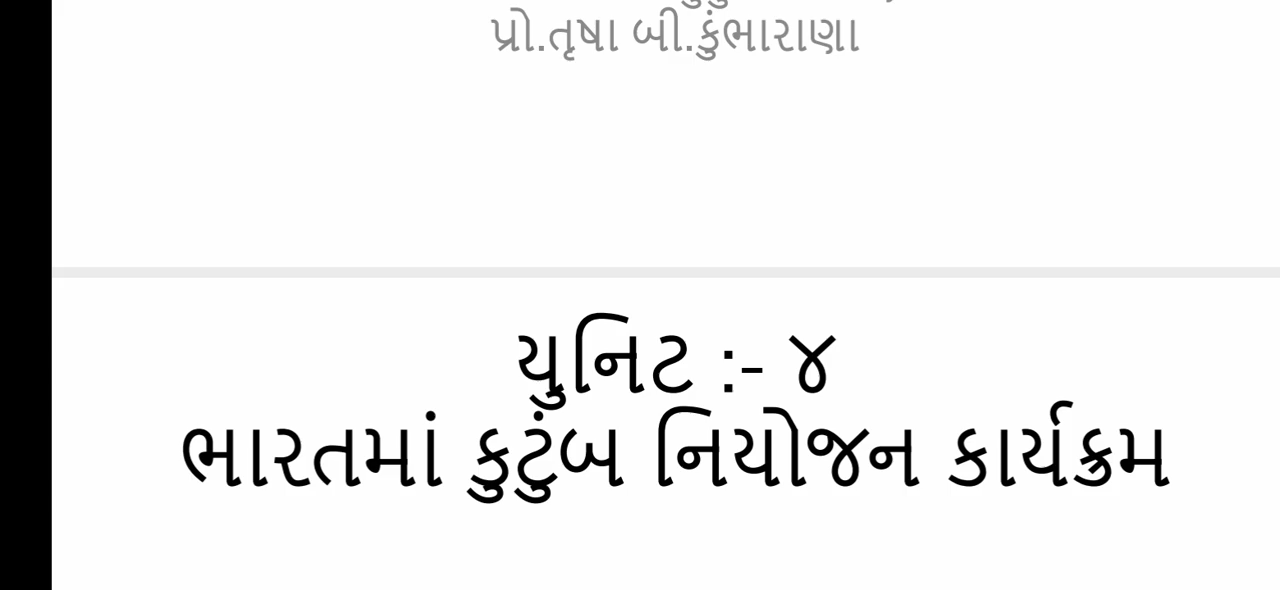 પ્રો.તૃષા બી.કુંભારાણા
યુનિટ :- ૪
ભારતમાં કુટુંબ નિયોજન કાર્યક્રમ